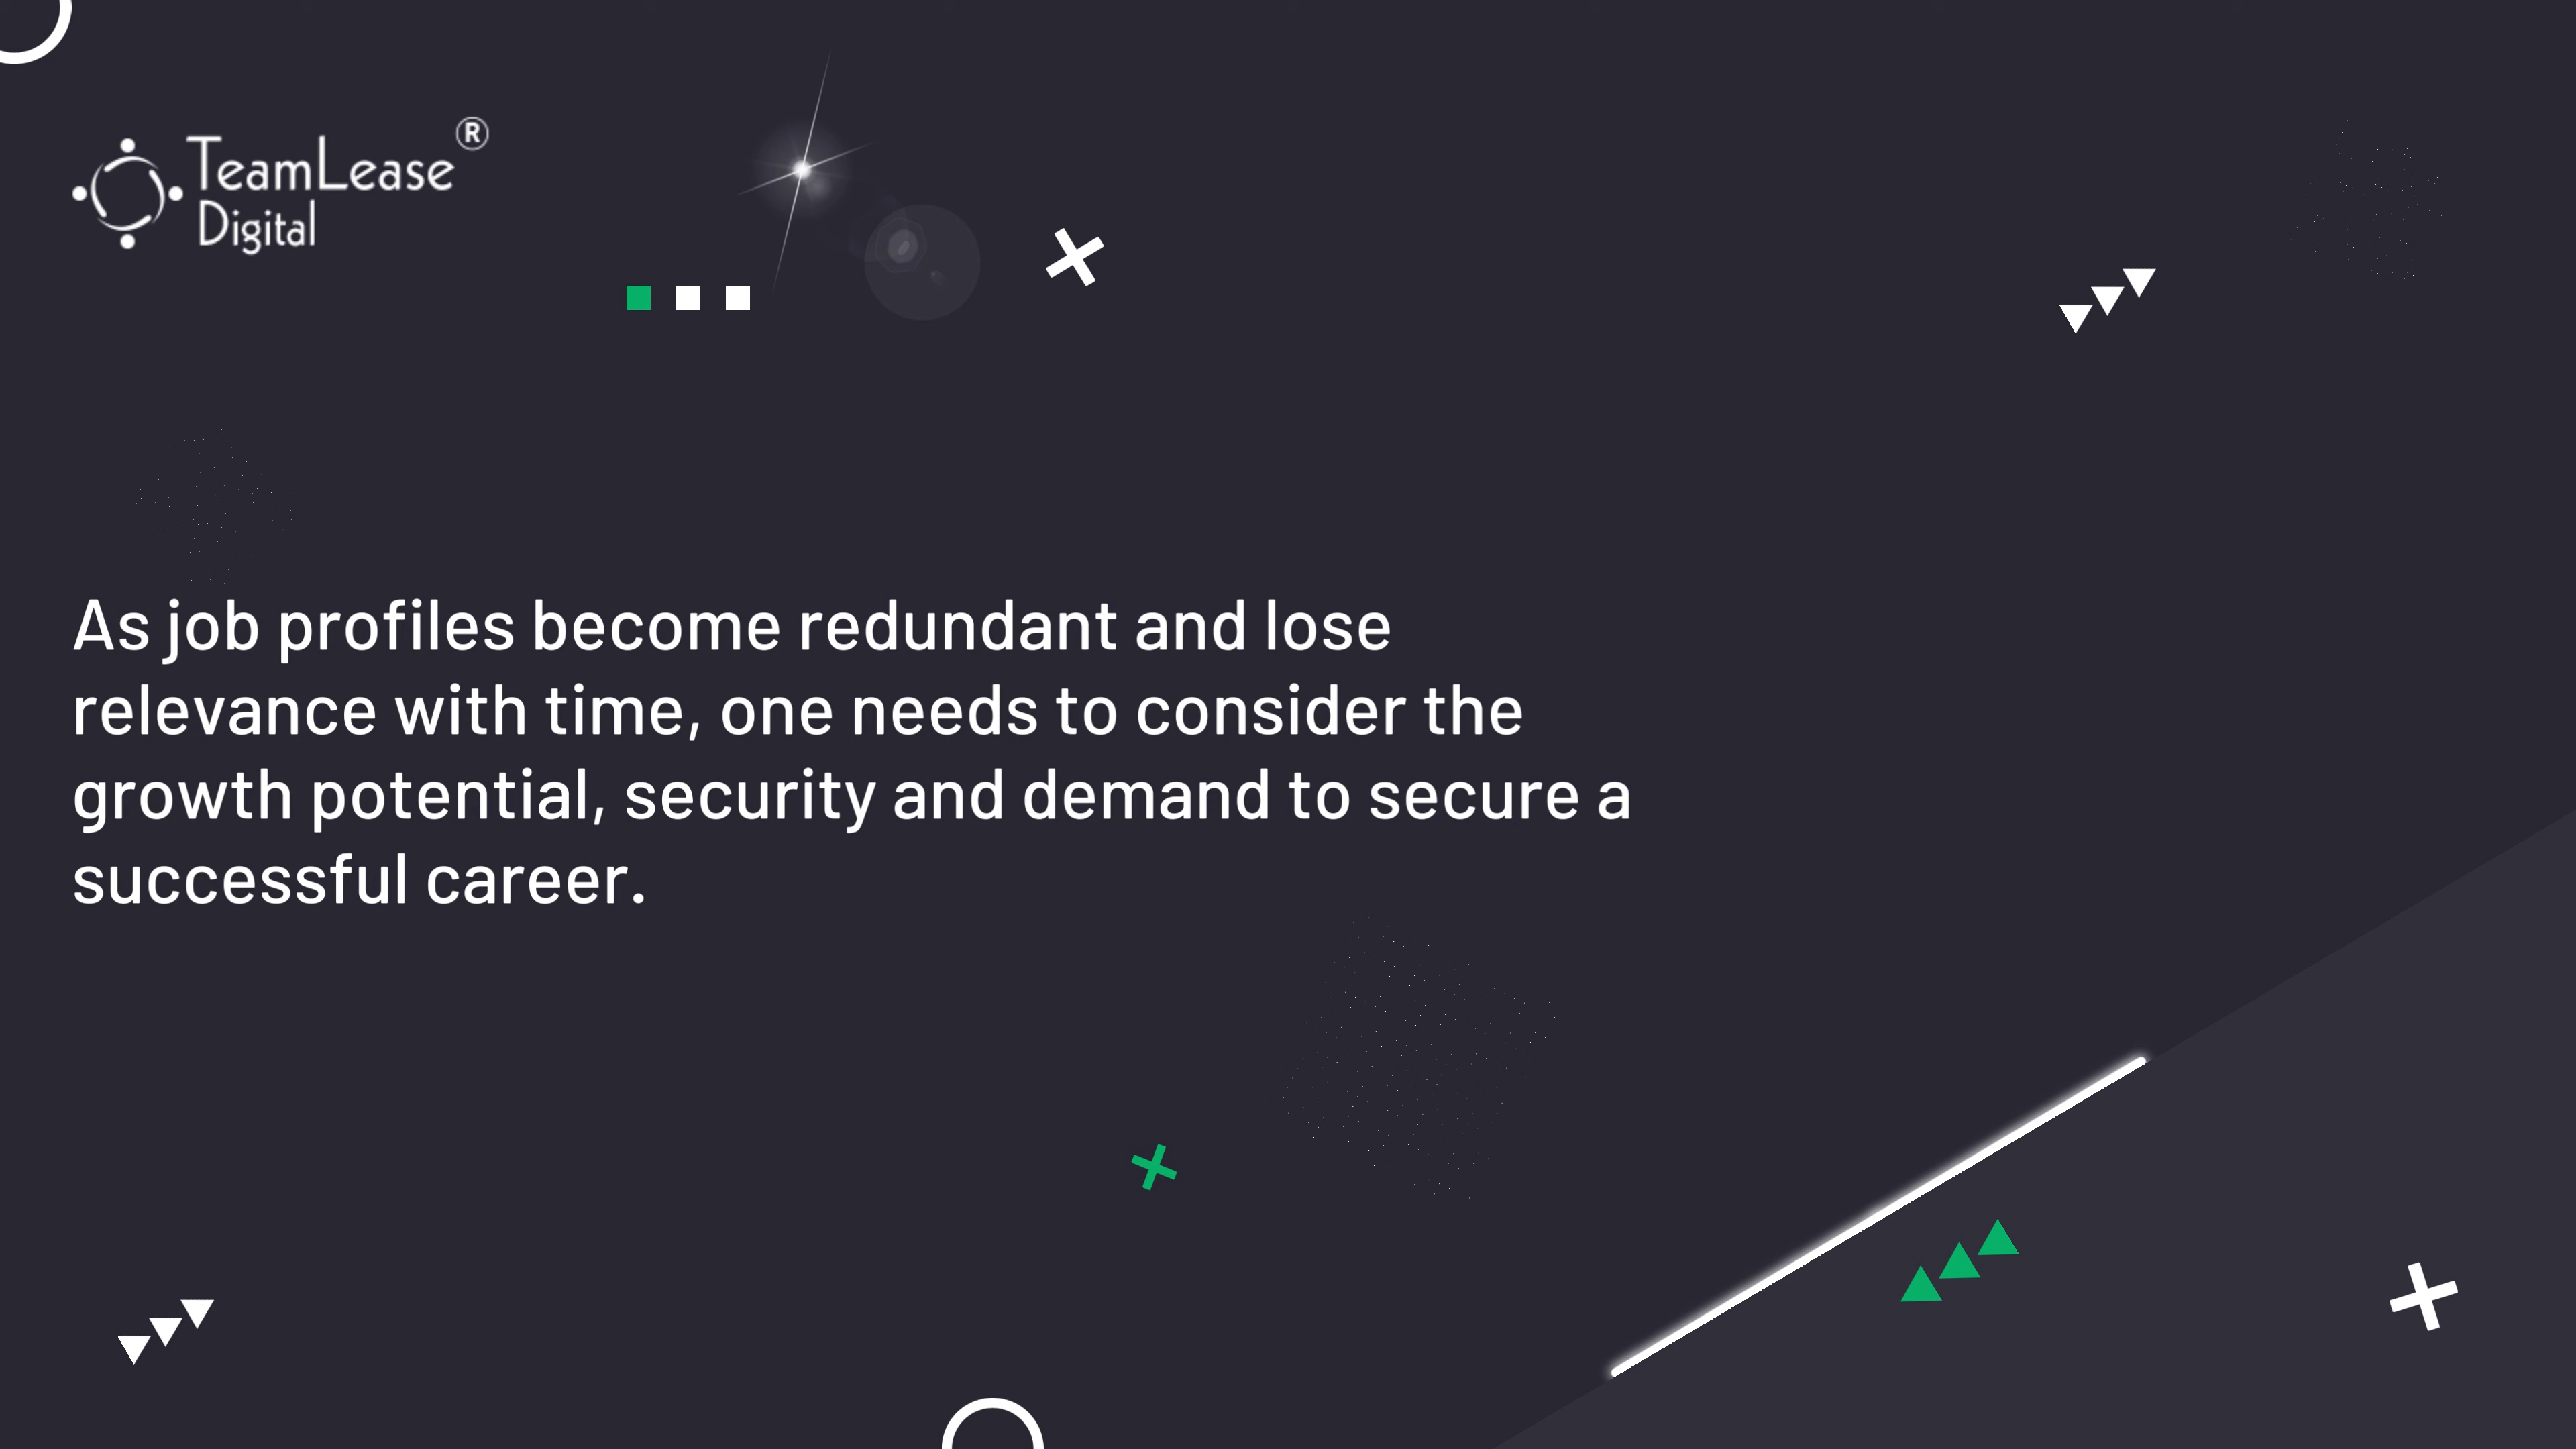 TeamLease®
Digital
As job profiles become redundant and lose
relevance with time, one needs to consider the
growth potential, security and demand to secure a
successful career.